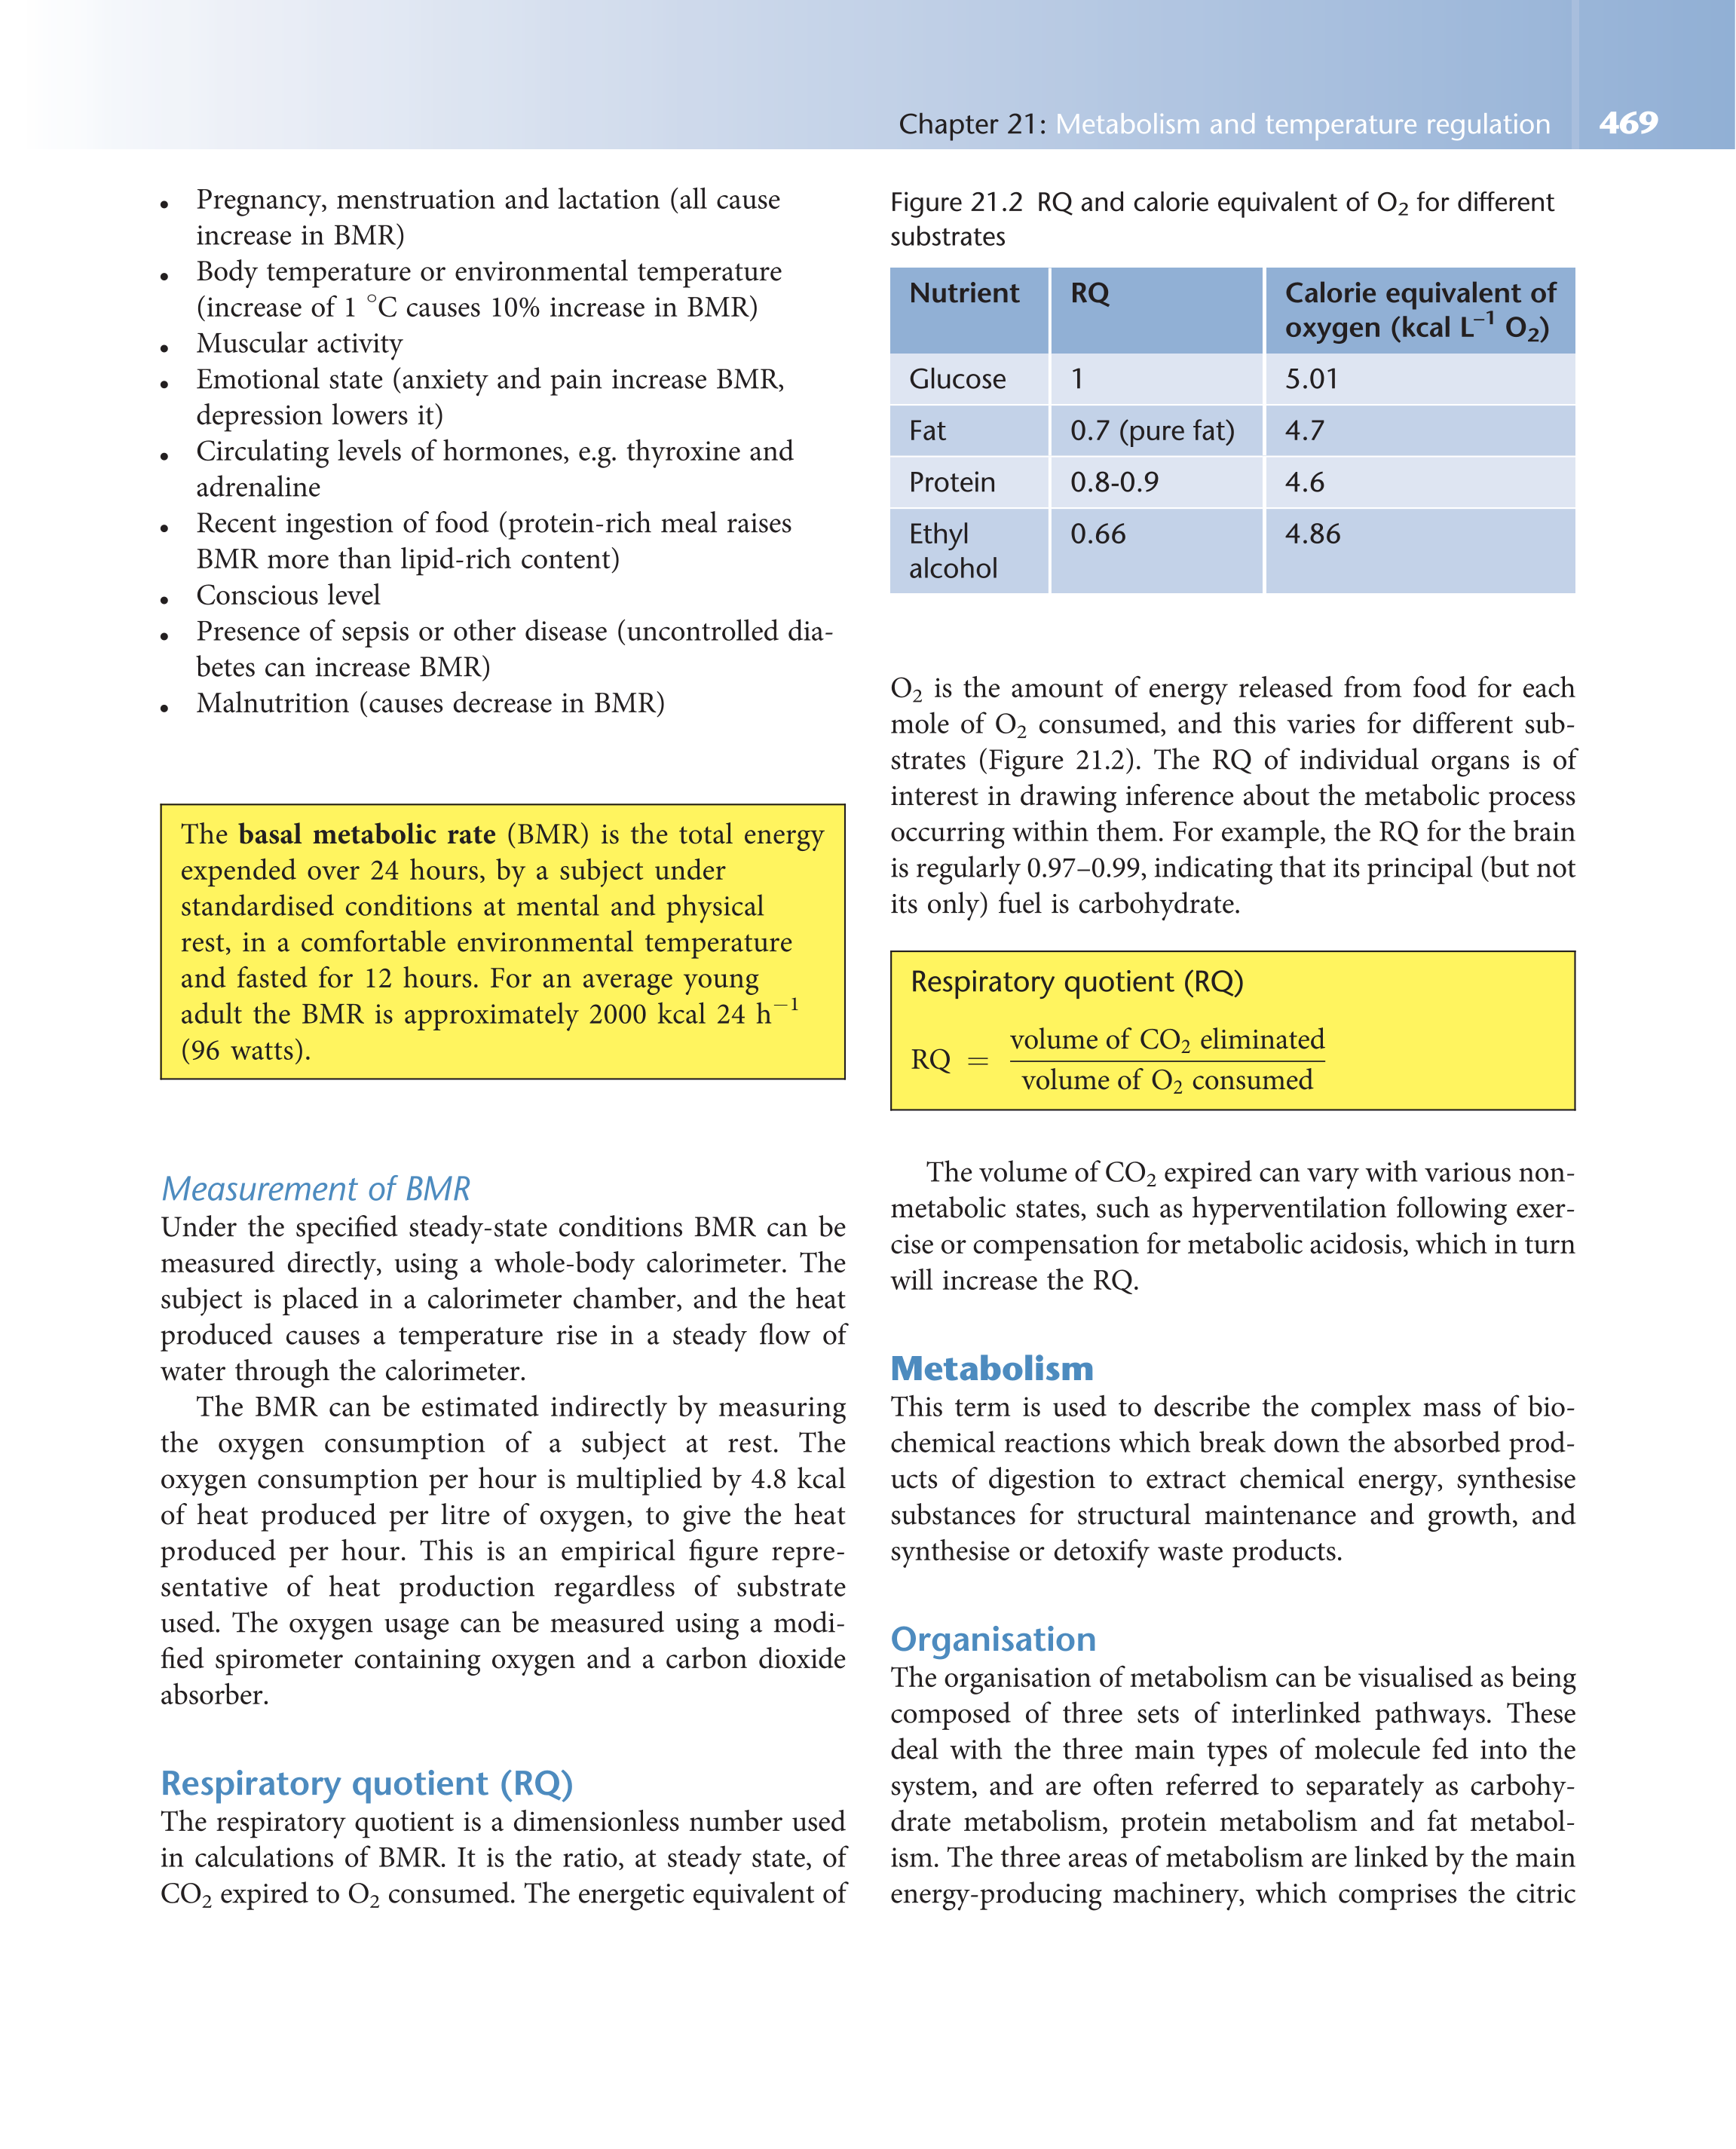 Chapter 21: Metabolism and temperature regulation 469
• Pregnancy, menstruation and lactation (all cause
increase in BMR)
• Body temperature or environmental temperature
(increase of 1 °C causes 10% increase in BMR)
• Muscular activity
• Emotional state (anxiety and pain increase BMR,
depression lowers it)
• Circulating levels of hormones, e.g. thyroxine and
adrenaline
• Recent ingestion of food (protein-rich meal raises
BMR more than lipid-rich content)
• Conscious level
• Presence of sepsis or other disease (uncontrolled dia-
betes can increase BMR)
• Malnutrition (causes decrease in BMR)
The basal metabolic rate (BMR) is the total energy
expended over 24 hours, by a subject under
standardised conditions at mental and physical
rest, in a comfortable environmental temperature
and fasted for 12 hours. For an average young
adult the BMR is approximately 2000 kcal 24 h⁻¹
(96 watts).
Measurement of BMR
Under the specified steady-state conditions BMR can be
measured directly, using a whole-body calorimeter. The
subject is placed in a calorimeter chamber, and the heat
produced causes a temperature rise in a steady flow of
water through the calorimeter.
The BMR can be estimated indirectly by measuring
the oxygen consumption of a subject at rest. The
oxygen consumption per hour is multiplied by 4.8 kcal
of heat produced per litre of oxygen, to give the heat
produced per hour. This is an empirical figure repre-
sentative of heat production regardless of substrate
used. The oxygen usage can be measured using a modi-
fied spirometer containing oxygen and a carbon dioxide
absorber.
Respiratory quotient (RQ)
The respiratory quotient is a dimensionless number used
in calculations of BMR. It is the ratio, at steady state, of
CO₂ expired to O₂ consumed. The energetic equivalent of
Figure 21.2 RQ and calorie equivalent of O₂ for different
substrates
Nutrient RQ Calorie equivalent of
oxygen (kcal L⁻¹ O₂)
Glucose 1 5.01
Fat 0.7 (pure fat) 4.7
Protein 0.8-0.9 4.6
Ethyl 0.66 4.86
alcohol
O₂ is the amount of energy released from food for each
mole of O₂ consumed, and this varies for different sub-
strates (Figure 21.2). The RQ of individual organs is of
interest in drawing inference about the metabolic process
occurring within them. For example, the RQ for the brain
is regularly 0.97–0.99, indicating that its principal (but not
its only) fuel is carbohydrate.
Respiratory quotient (RQ)
volume of CO₂ eliminated
RQ =
volume of O₂ consumed
The volume of CO₂ expired can vary with various non-
metabolic states, such as hyperventilation following exer-
cise or compensation for metabolic acidosis, which in turn
will increase the RQ.
Metabolism
This term is used to describe the complex mass of bio-
chemical reactions which break down the absorbed prod-
ucts of digestion to extract chemical energy, synthesise
substances for structural maintenance and growth, and
synthesise or detoxify waste products.
Organisation
The organisation of metabolism can be visualised as being
composed of three sets of interlinked pathways. These
deal with the three main types of molecule fed into the
system, and are often referred to separately as carbohy-
drate metabolism, protein metabolism and fat metabol-
ism. The three areas of metabolism are linked by the main
energy-producing machinery, which comprises the citric